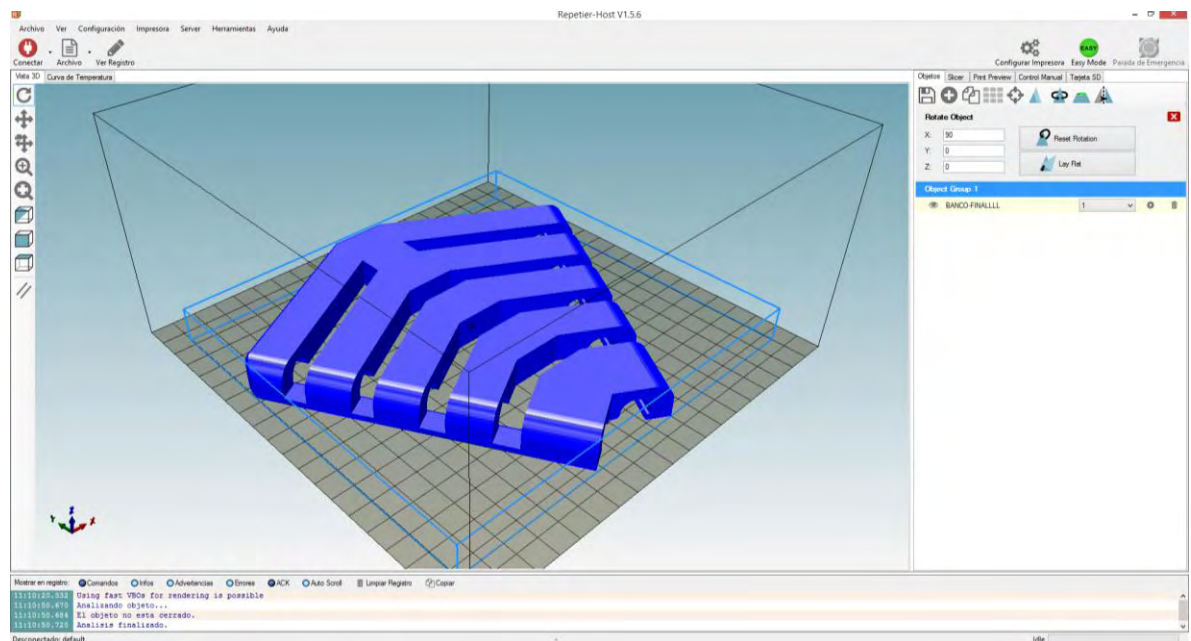 Repetier-Host V1.5.6
Archivo Ver Configuración Impresora Server Herramientas Ayuda
Conectar Archivo Ver Registro
Configurar Impresora Easy Mode Parada de Emergencia
EASY
Vista 3D Curva de Temperatura
Objetos Slicer Print Preview Control Manual Tarjeta SD
Rotate Object
X: 90
Reset Rotation
Y: 0
Lay Flat
Z: 0
Object Group 1
BANCO-FINALLLL 1
Z
Y
X
Mostrar en registro: Comandos Infos Advertencias Errores ACK Auto Scroll Limpiar Registro Copiar
11:10:20.532 Using fast VBOs for rendering is possible
11:10:50.670 Analizando objeto...
11:10:50.684 El objeto no esta cerrado.
11:10:50.725 Analisis finalizado.
Desconectado: default
Idle